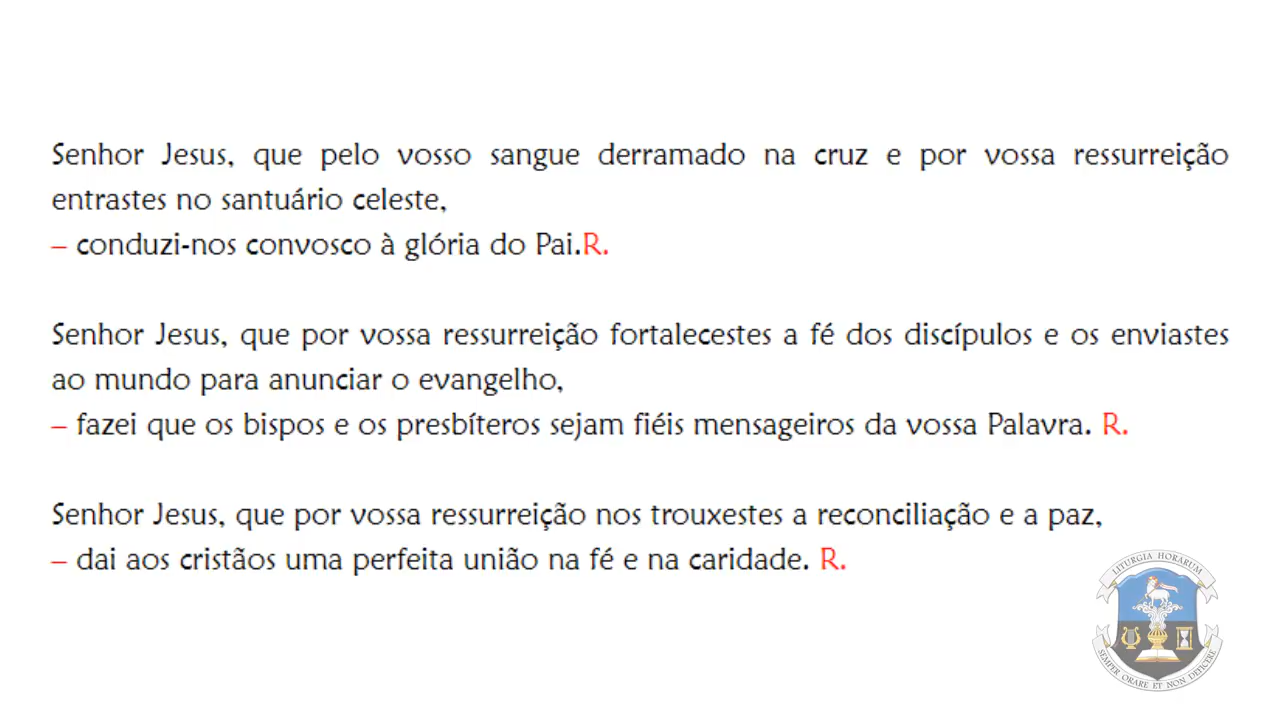 Senhor Jesus, que pelo vosso sangue derramado na cruz e por vossa ressurreição
entrastes no santuário celeste,
– conduzi-nos convosco à glória do Pai.R.
Senhor Jesus, que por vossa ressurreição fortalecestes a fé dos discípulos e os enviastes
ao mundo para anunciar o evangelho,
– fazei que os bispos e os presbíteros sejam fiéis mensageiros da vossa Palavra. R.
Senhor Jesus, que por vossa ressurreição nos trouxestes a reconciliação e a paz,
– dai aos cristãos uma perfeita união na fé e na caridade. R.
LITURGIA HORARUM
SEMPER ORARE ET NON DEFICERE